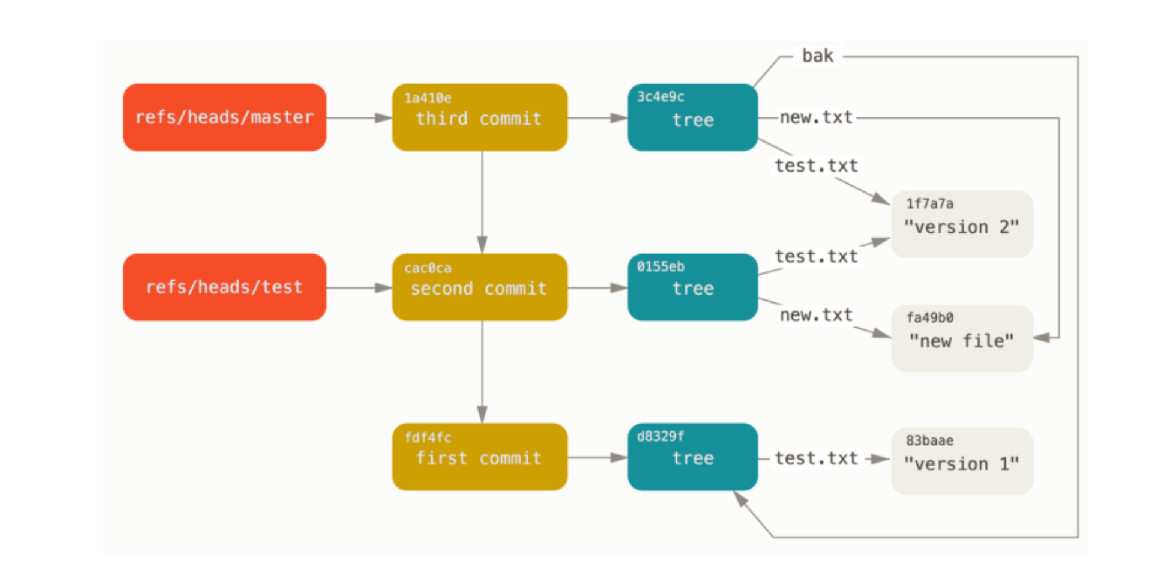 bak
1a410e
3c4e9c
refs/heads/master
third commit
tree
new.txt
test.txt
1f7a7a
"version 2"
test.txt
cac0ca
0155eb
refs/heads/test
second commit
tree
new.txt
fa49b0
"new file"
fdf4fc
d8329f
83baae
first commit
tree
test.txt
"version 1"